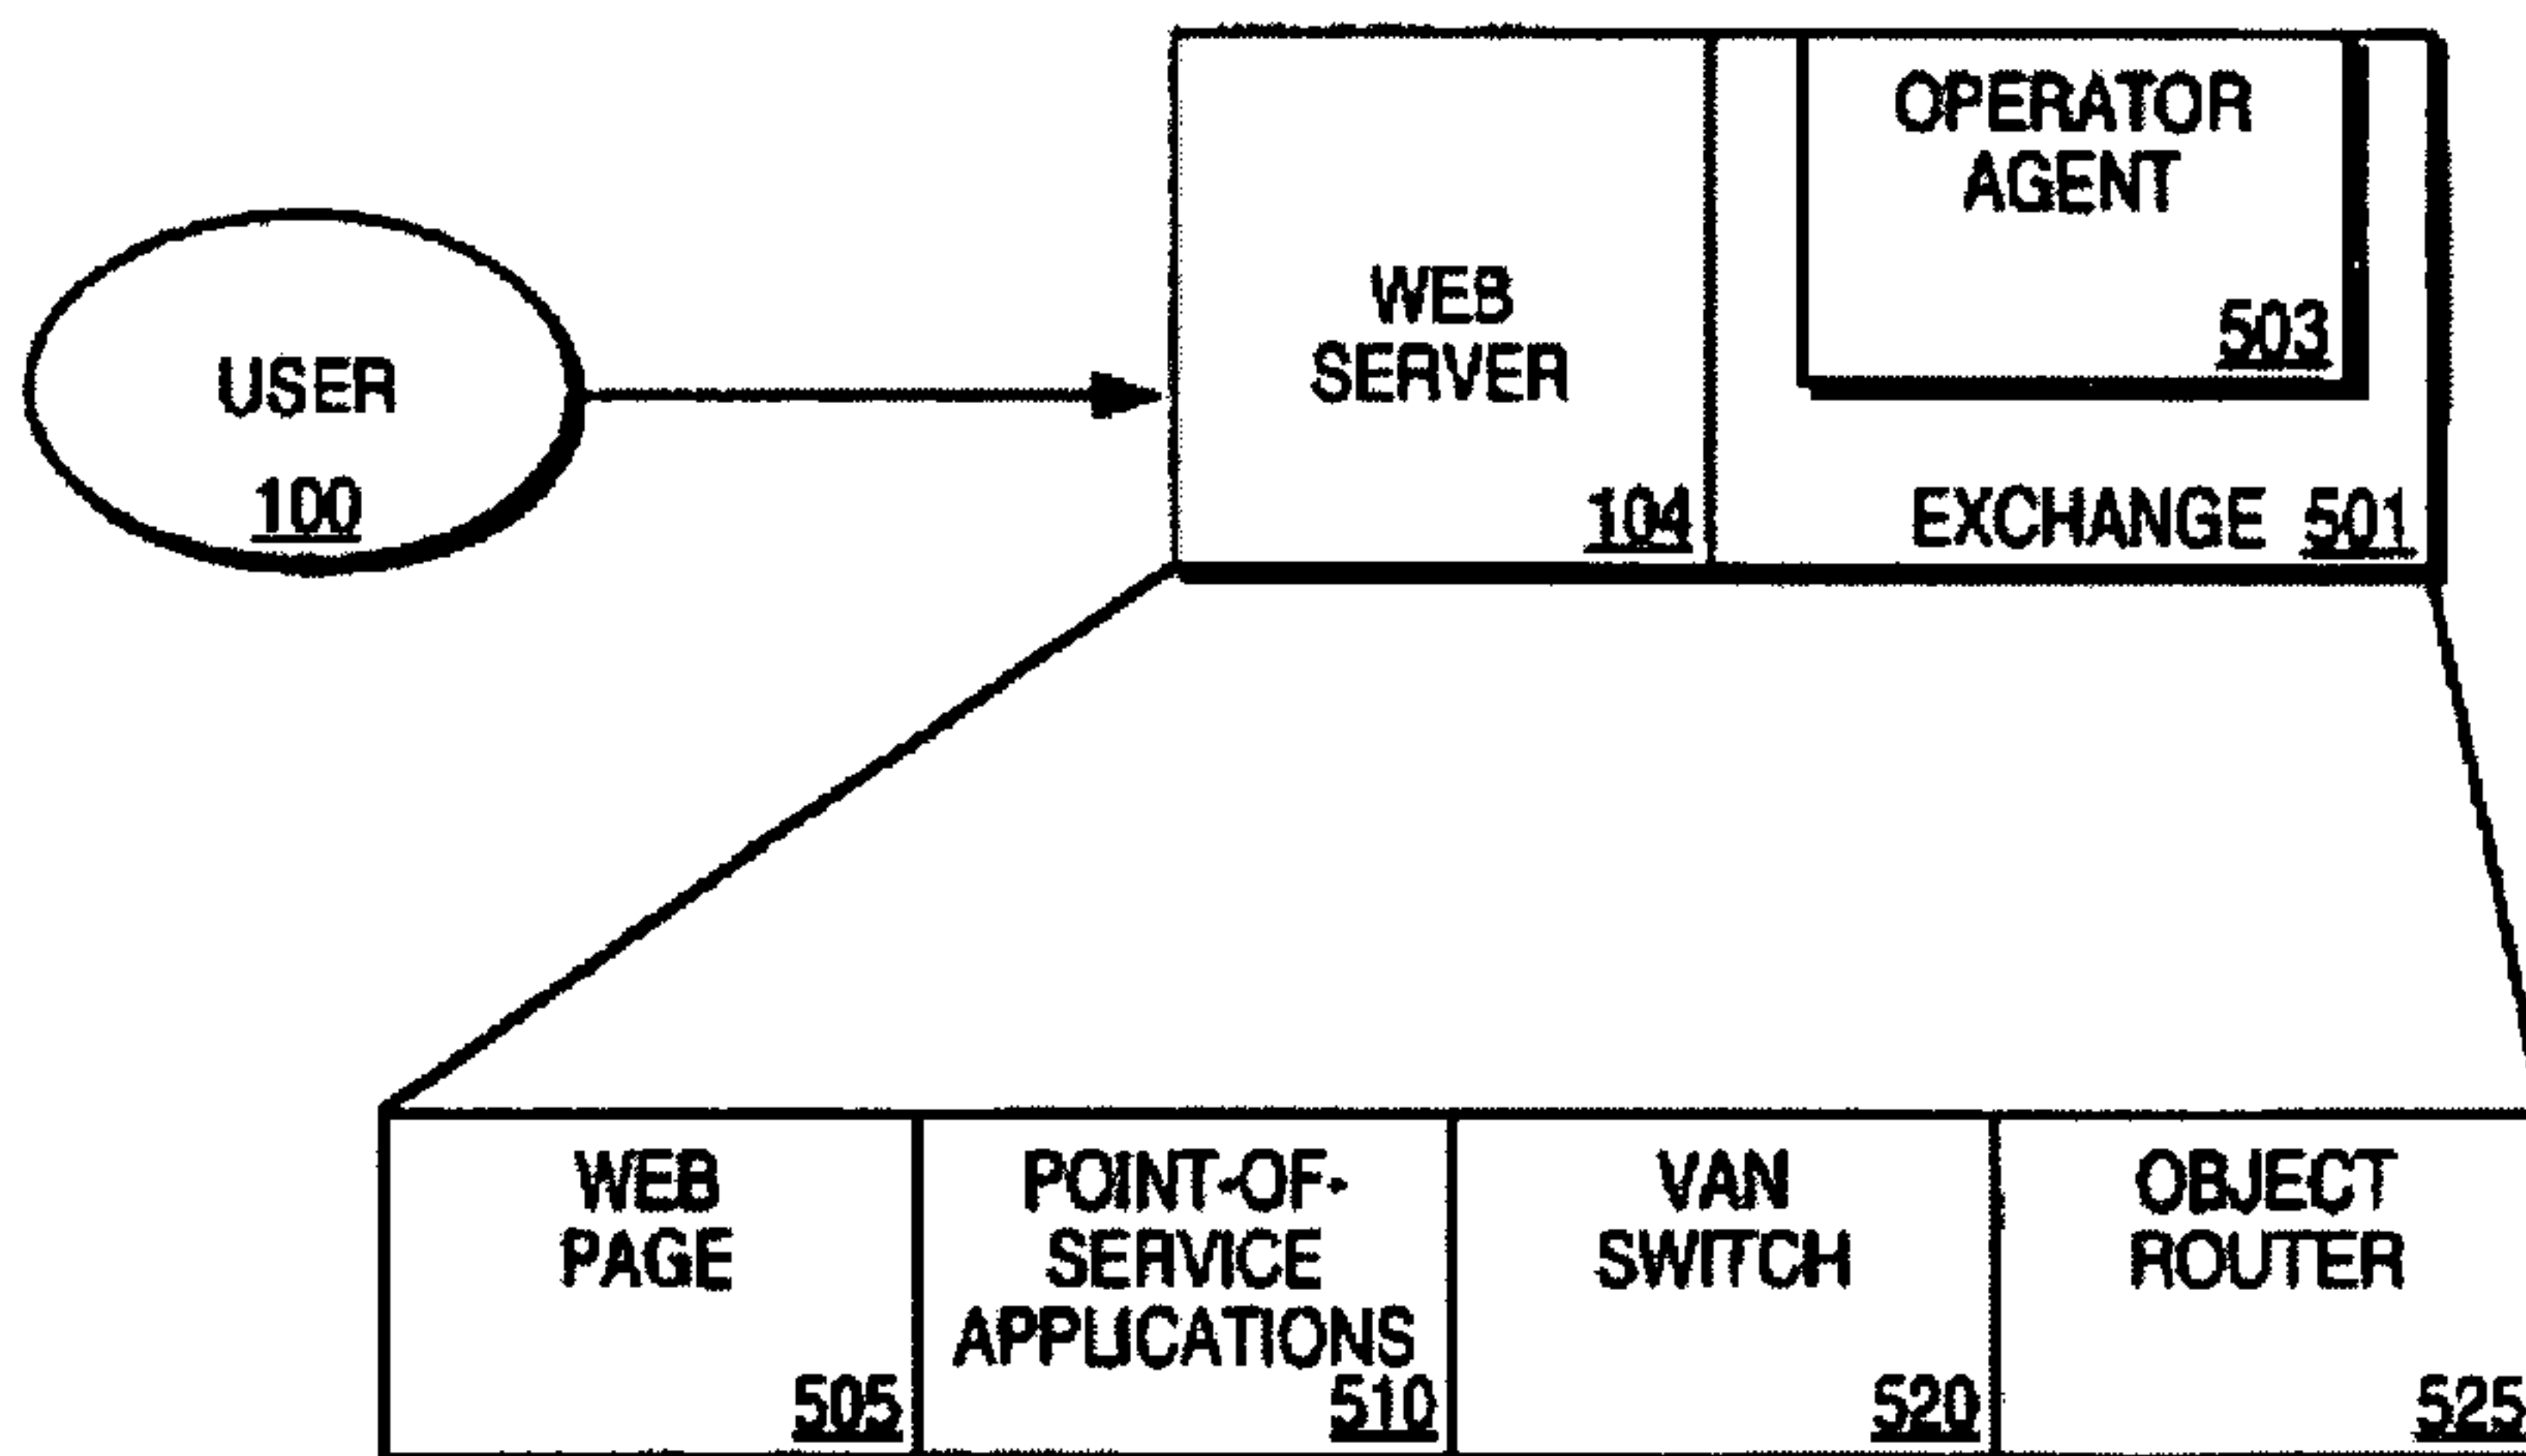 OPERATOR
AGENT
503
WEB
SERVER
104
EXCHANGE 501
USER
100
WEB
PAGE
505
POINT-OF-
SERVICE
APPLICATIONS
510
VAN
SWITCH
520
OBJECT
ROUTER
525